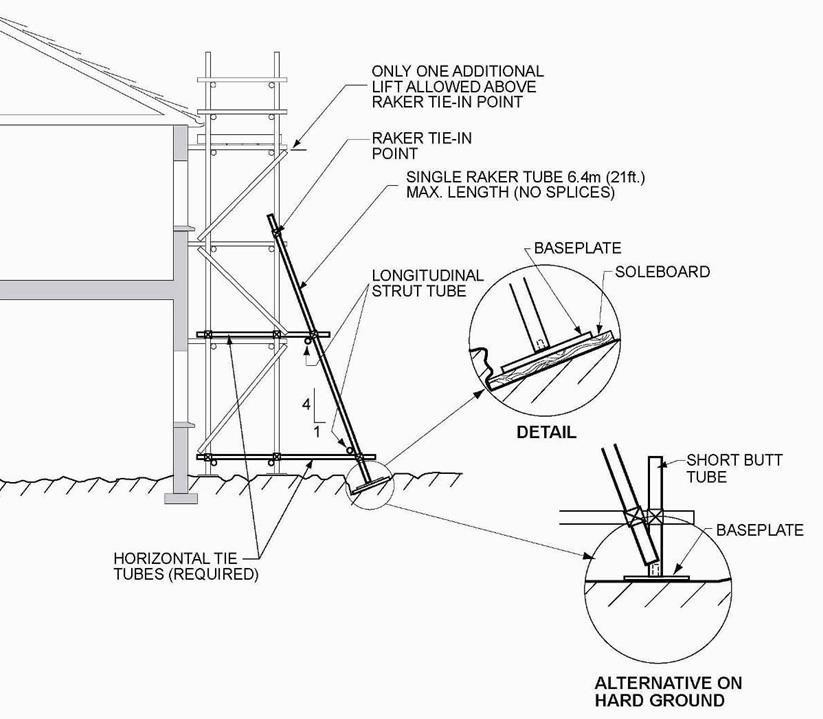 ONLY ONE ADDITIONAL
LIFT ALLOWED ABOVE
RAKER TIE-IN POINT
RAKER TIE-IN
POINT
SINGLE RAKER TUBE 6.4m (21ft.)
MAX. LENGTH (NO SPLICES)
BASEPLATE
SOLEBOARD
LONGITUDINAL
STRUT TUBE
4
1
DETAIL
SHORT BUTT
TUBE
BASEPLATE
HORIZONTAL TIE
TUBES (REQUIRED)
ALTERNATIVE ON
HARD GROUND